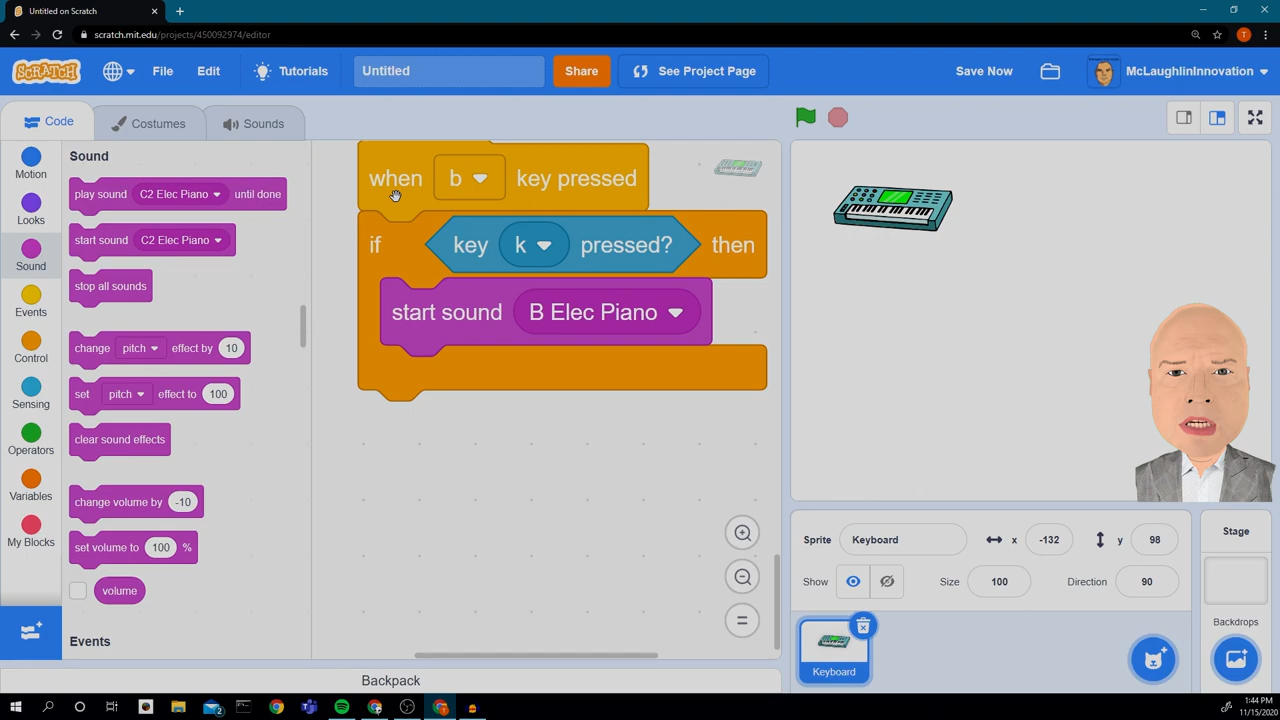 Untitled on Scratch
scratch.mit.edu/projects/450092974/editor
T
SCRATCH
File
Edit
Tutorials
Untitled
Share
See Project Page
Save Now
McLaughlinInnovation
Code
Costumes
Sounds
Motion
Looks
Sound
Events
Control
Sensing
Operators
Variables
My Blocks
Sound
play sound C2 Elec Piano until done
start sound C2 Elec Piano
stop all sounds
change pitch effect by 10
set pitch effect to 100
clear sound effects
change volume by -10
set volume to 100 %
volume
Events
when b key pressed
if key k pressed? then
start sound B Elec Piano
Backpack
Sprite Keyboard x -132 y 98
Show Size 100 Direction 90
Keyboard
Stage
Backdrops
1:44 PM
11/15/2020